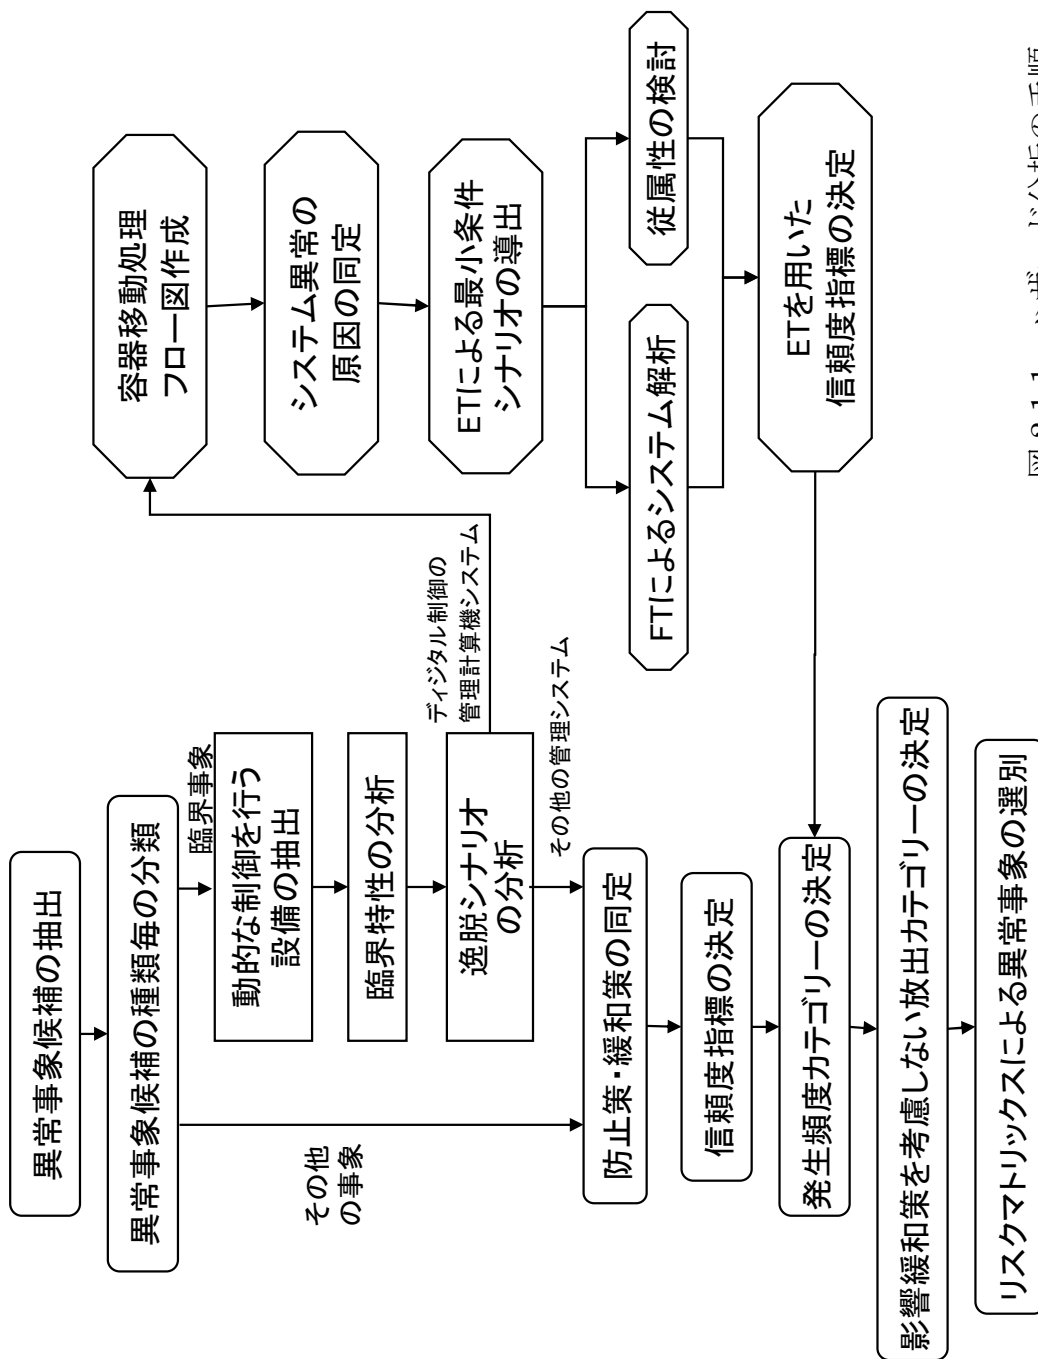 異常事象候補の抽出
異常事象候補の種類毎の分類
臨界事象
その他
の事象
動的な制御を行う
設備の抽出
臨界特性の分析
逸脱シナリオ
の分析
ディジタル制御の
管理計算機システム
その他の管理システム
防止策・緩和策の同定
信頼度指標の決定
発生頻度カテゴリーの決定
影響緩和策を考慮しない放出力カテゴリーの決定
リスクマトリックスによる異常事象の選別
容器移動処理
フロー図作成
システム異常の
原因の同定
ETによる最小条件
シナリオの導出
FTによるシステム解析
従属性の検討
ETを用いた
信頼度指標の決定